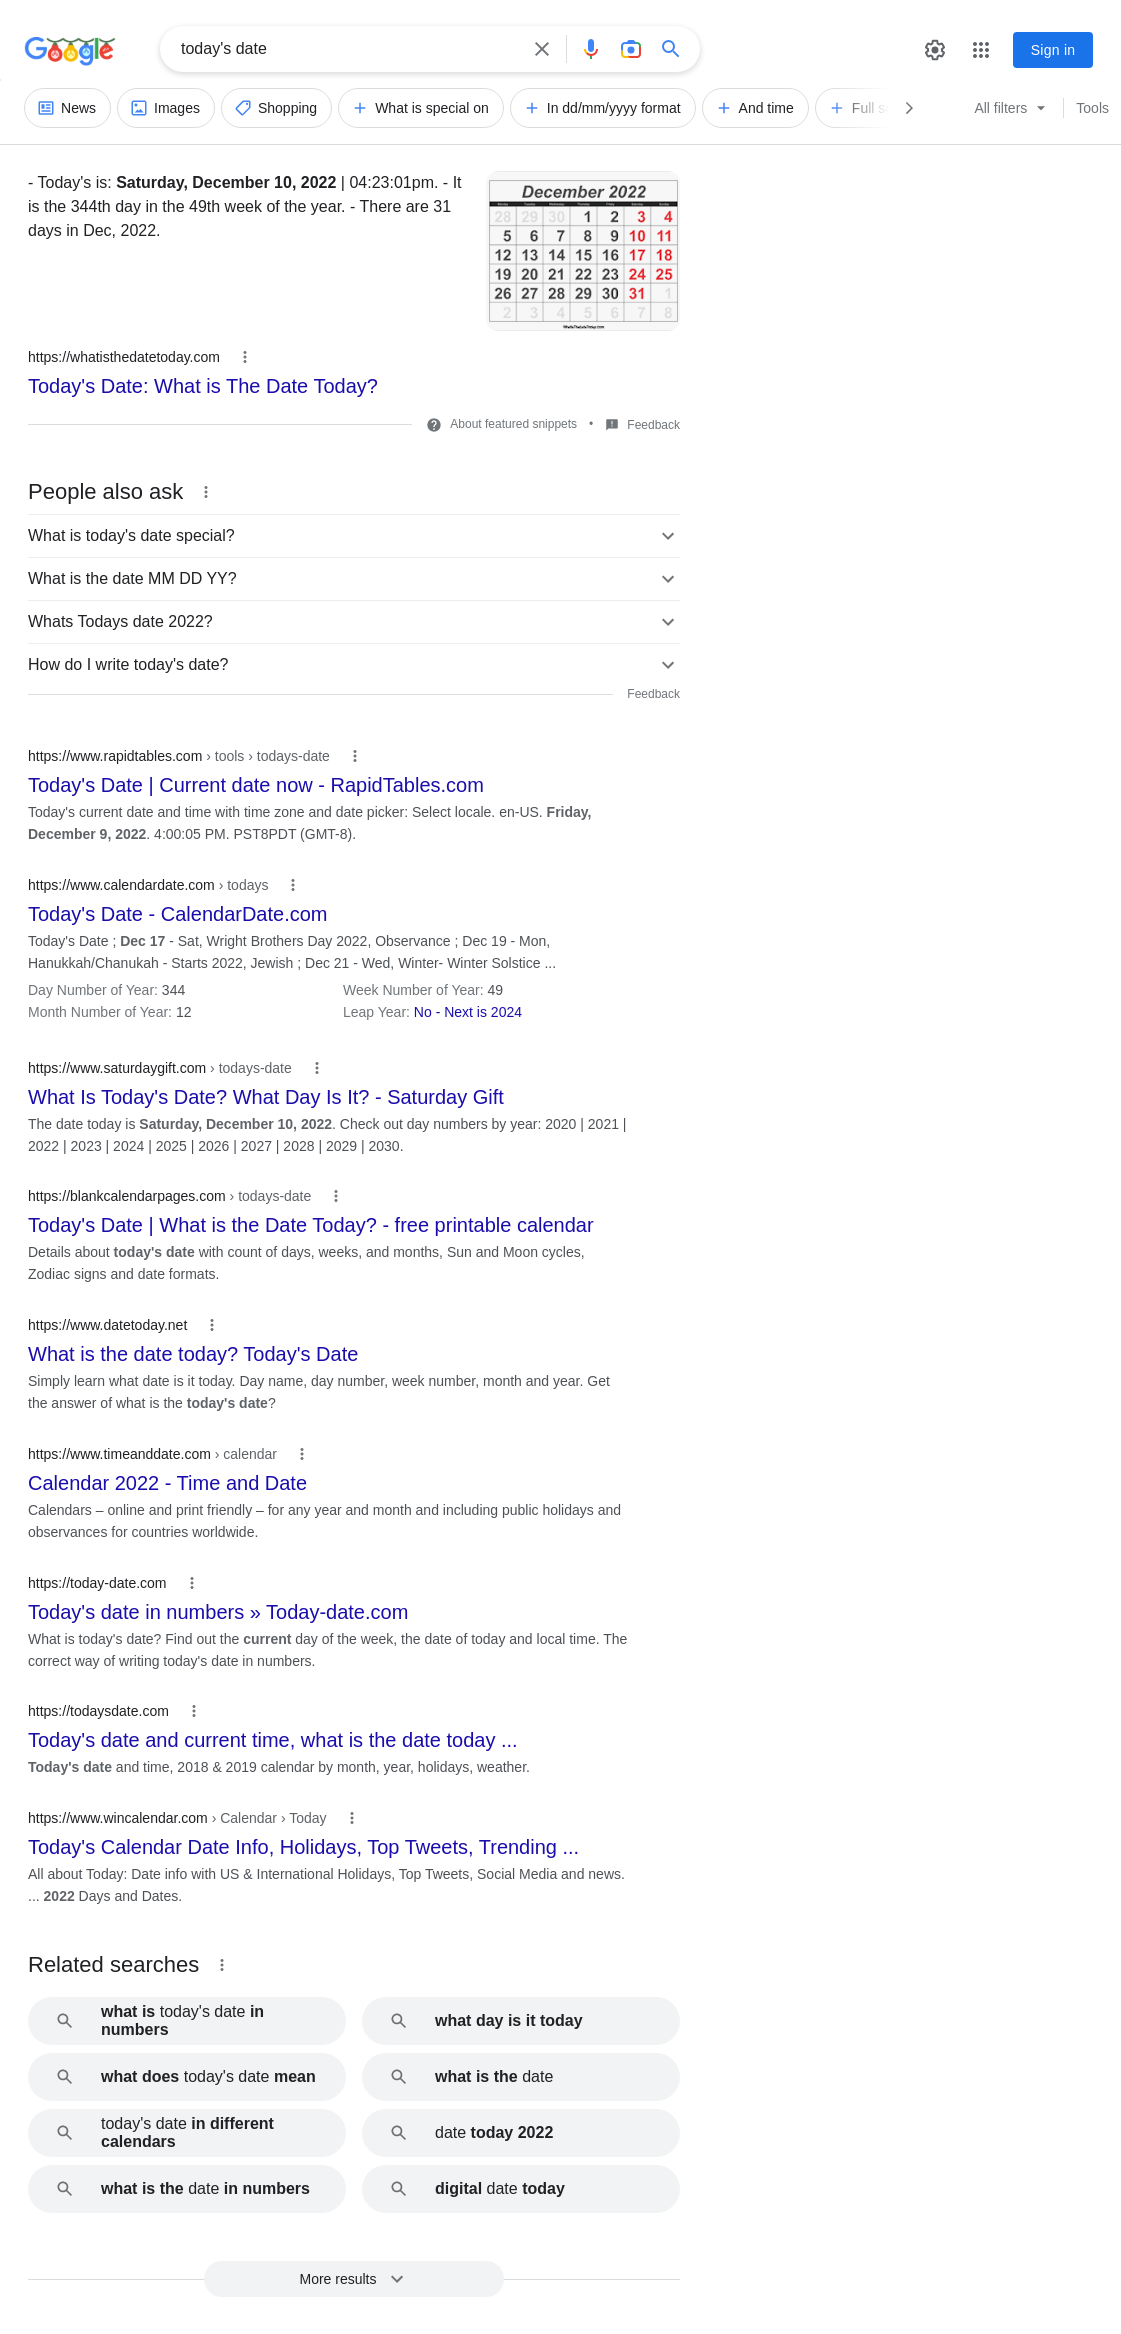 Google
today's date
Sign in
News
Images
Shopping
What is special on
In dd/mm/yyyy format
And time
Full
All filters
Tools
- Today's is: Saturday, December 10, 2022 | 04:23:01pm. - It
is the 344th day in the 49th week of the year. - There are 31
days in Dec, 2022.
December 2022
Monday Tuesday Wednesday Thursday Friday Saturday Sunday
28 29 30 1 2 3 4
5 6 7 8 9 10 11
12 13 14 15 16 17 18
19 20 21 22 23 24 25
26 27 28 29 30 31 1
2 3 4 5 6 7 8
https://whatisthedatetoday.com
Today's Date: What is The Date Today?
About featured snippets • Feedback
People also ask
What is today's date special?
What is the date MM DD YY?
Whats Todays date 2022?
How do I write today's date?
Feedback
https://www.rapidtables.com › tools › todays-date
Today's Date | Current date now - RapidTables.com
Today's current date and time with time zone and date picker: Select locale. en-US. Friday,
December 9, 2022. 4:00:05 PM. PST8PDT (GMT-8).
https://www.calendardate.com › todays
Today's Date - CalendarDate.com
Today's Date ; Dec 17 - Sat, Wright Brothers Day 2022, Observance ; Dec 19 - Mon,
Hanukkah/Chanukah - Starts 2022, Jewish ; Dec 21 - Wed, Winter- Winter Solstice ...
Day Number of Year: 344 Week Number of Year: 49
Month Number of Year: 12 Leap Year: No - Next is 2024
https://www.saturdaygift.com › todays-date
What Is Today's Date? What Day Is It? - Saturday Gift
The date today is Saturday, December 10, 2022. Check out day numbers by year: 2020 | 2021 |
2022 | 2023 | 2024 | 2025 | 2026 | 2027 | 2028 | 2029 | 2030.
https://blankcalendarpages.com › todays-date
Today's Date | What is the Date Today? - free printable calendar
Details about today's date with count of days, weeks, and months, Sun and Moon cycles,
Zodiac signs and date formats.
https://www.datetoday.net
What is the date today? Today's Date
Simply learn what date is it today. Day name, day number, week number, month and year. Get
the answer of what is the today's date?
https://www.timeanddate.com › calendar
Calendar 2022 - Time and Date
Calendars – online and print friendly – for any year and month and including public holidays and
observances for countries worldwide.
https://today-date.com
Today's date in numbers » Today-date.com
What is today's date? Find out the current day of the week, the date of today and local time. The
correct way of writing today's date in numbers.
https://todaysdate.com
Today's date and current time, what is the date today ...
Today's date and time, 2018 & 2019 calendar by month, year, holidays, weather.
https://www.wincalendar.com › Calendar › Today
Today's Calendar Date Info, Holidays, Top Tweets, Trending ...
All about Today: Date info with US & International Holidays, Top Tweets, Social Media and news.
... 2022 Days and Dates.
Related searches
what is today's date in
numbers
what day is it today
what does today's date mean
what is the date
today's date in different
calendars
date today 2022
what is the date in numbers
digital date today
More results